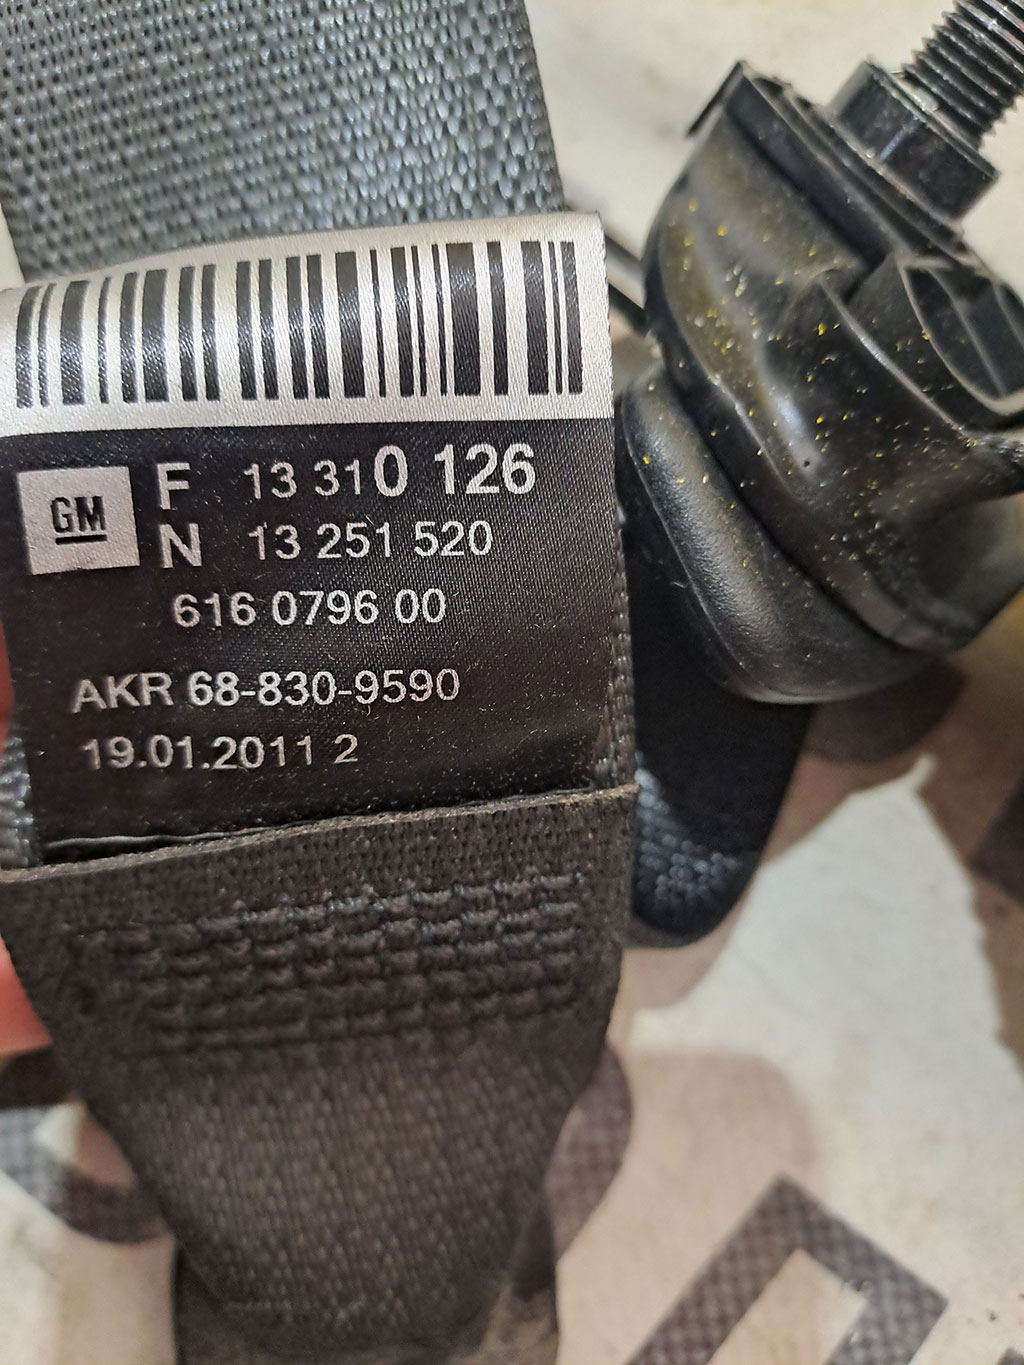 GM F 13 310 126
N 13 251 520
616 0796 00
AKR 68-830-9590
19.01.2011 2